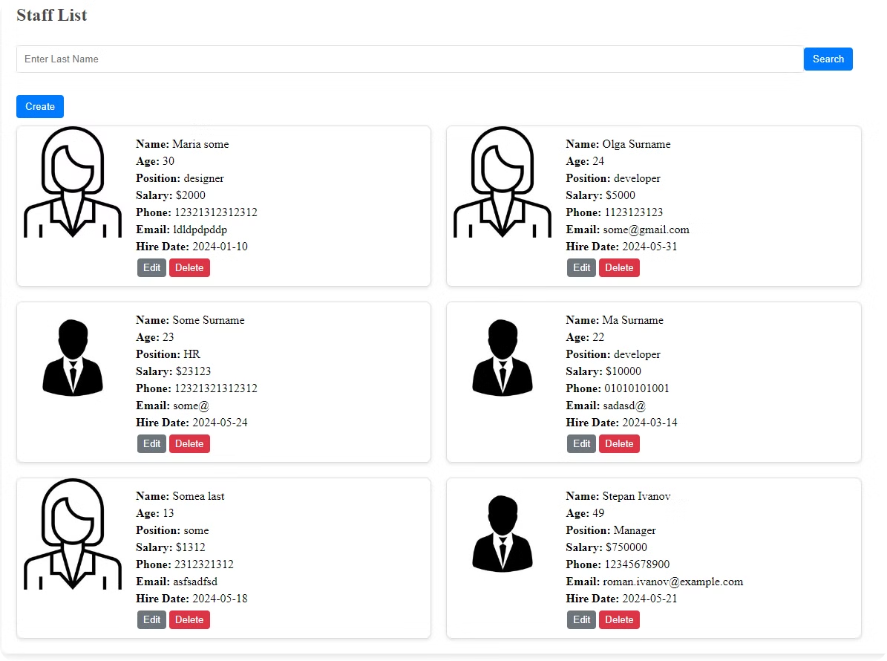 Staff List
Enter Last Name
Search
Create
Name: Maria some
Age: 30
Position: designer
Salary: $2000
Phone: 12321312312312
Email: ldldpdpddp
Hire Date: 2024-01-10
Edit Delete
Name: Olga Surname
Age: 24
Position: developer
Salary: $5000
Phone: 1123123123
Email: some@gmail.com
Hire Date: 2024-05-31
Edit Delete
Name: Some Surname
Age: 23
Position: HR
Salary: $23123
Phone: 12321321312312
Email: some@
Hire Date: 2024-05-24
Edit Delete
Name: Ma Surname
Age: 22
Position: developer
Salary: $10000
Phone: 01010101001
Email: sadasd@
Hire Date: 2024-03-14
Edit Delete
Name: Somea last
Age: 13
Position: some
Salary: $1312
Phone: 2312321312
Email: asfsadfsd
Hire Date: 2024-05-18
Edit Delete
Name: Stepan Ivanov
Age: 49
Position: Manager
Salary: $750000
Phone: 12345678900
Email: roman.ivanov@example.com
Hire Date: 2024-05-21
Edit Delete